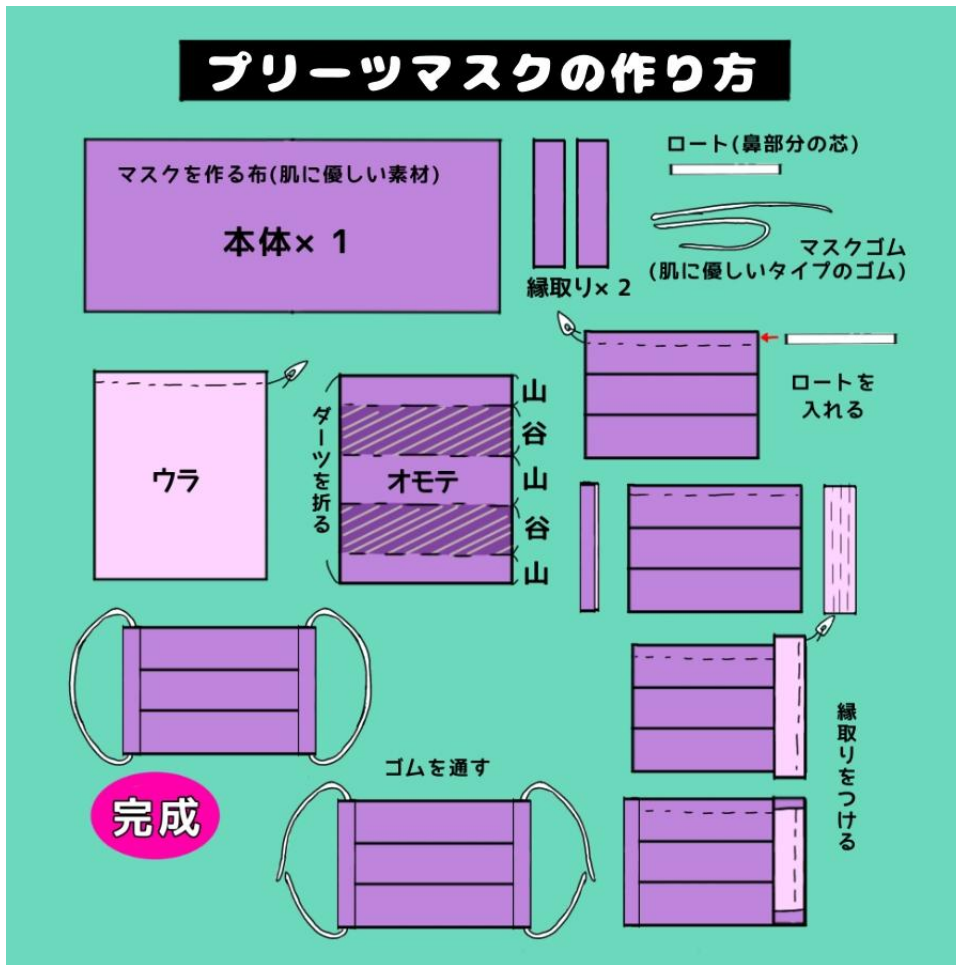 プリーツマスクの作り方
マスクを作る布(肌に優しい素材)
本体× 1
縁取り× 2
ロート(鼻部分の芯)
マスクゴム
(肌に優しいタイプのゴム)
ウラ
ダーツを折る
オモテ
山
谷
山
谷
山
ロートを
入れる
縁取りをつける
ゴムを通す
完成